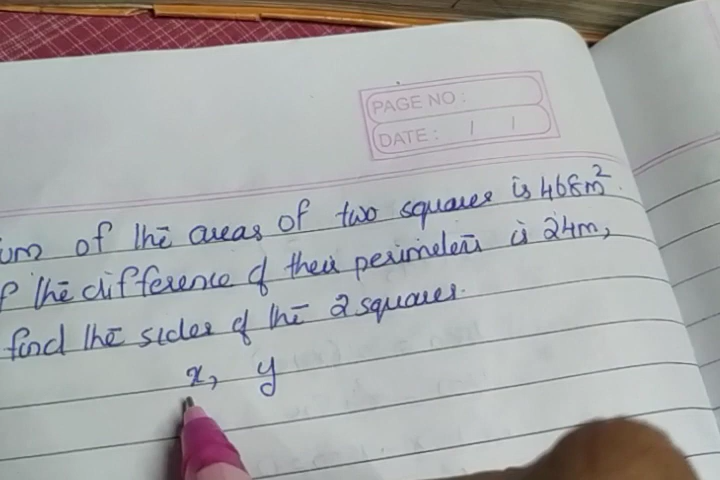 PAGE NO :
DATE : / /
um of the areas of two squares is 468m².
f the difference of their perimeters is 24m,
find the sides of the 2 squares.
x, y